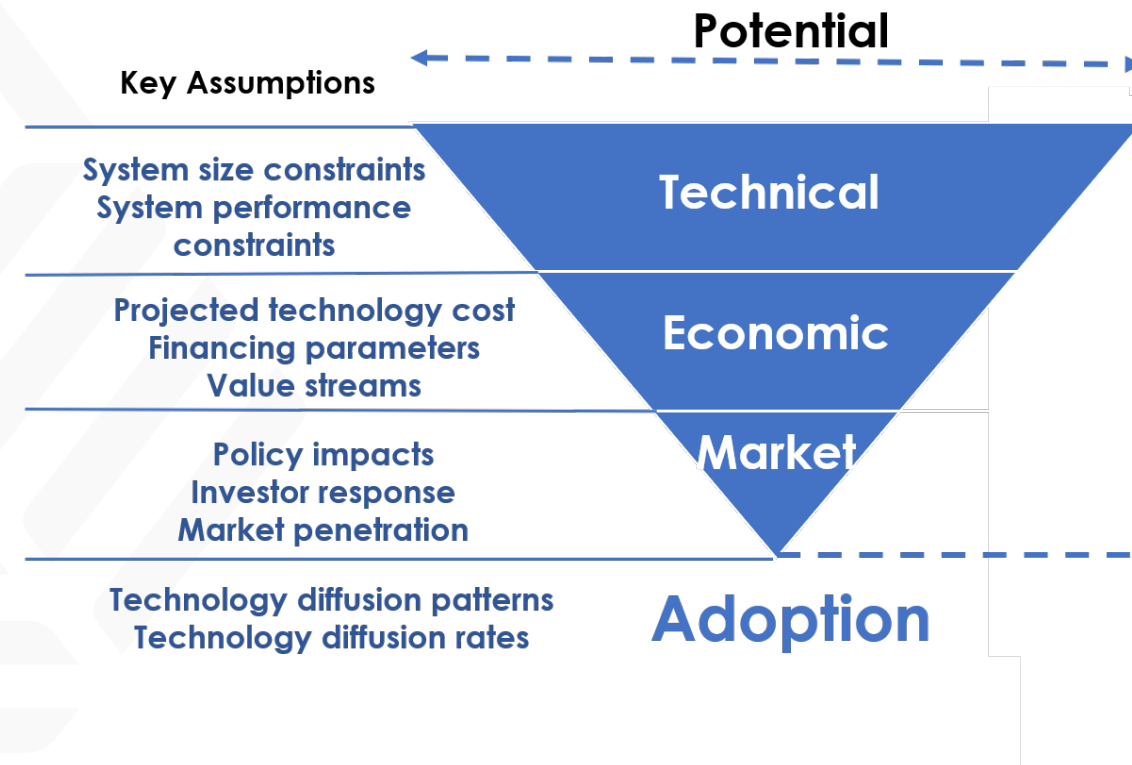 Potential
Key Assumptions
System size constraints
System performance
constraints
Technical
Projected technology cost
Financing parameters
Value streams
Economic
Policy impacts
Investor response
Market penetration
Market
Technology diffusion patterns
Technology diffusion rates
Adoption